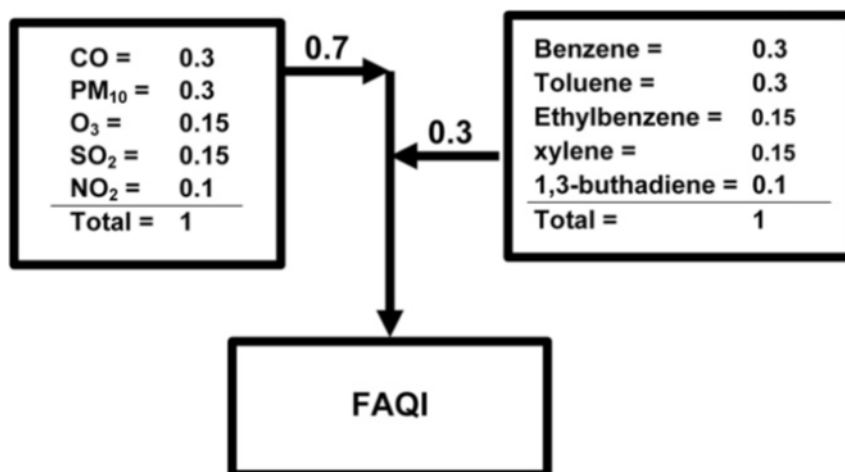 CO = 0.3
PM₁₀ = 0.3
O₃ = 0.15
SO₂ = 0.15
NO₂ = 0.1
Total = 1
0.7
0.3
Benzene = 0.3
Toluene = 0.3
Ethylbenzene = 0.15
xylene = 0.15
1,3-buthadiene = 0.1
Total = 1
FAQI